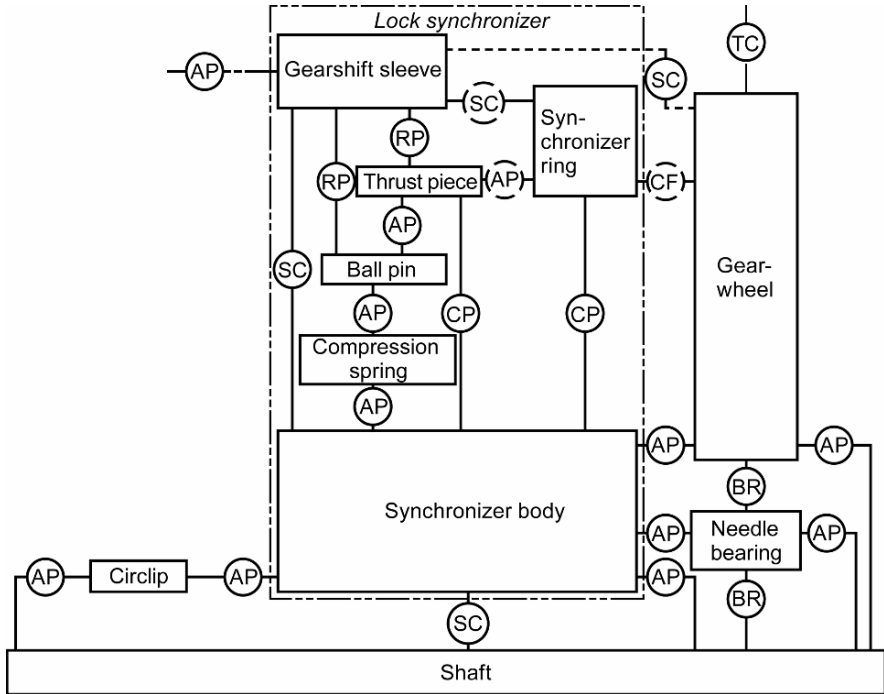 Lock synchronizer
TC
AP
Gearshift sleeve
SC
SC
Syn-
chronizer
ring
RP
RP
Thrust piece
AP
CF
AP
SC
Ball pin
Gear-
wheel
AP
CP
CP
Compression
spring
AP
AP
AP
BR
Synchronizer body
AP
Needle
bearing
AP
AP
Circlip
AP
AP
BR
SC
Shaft